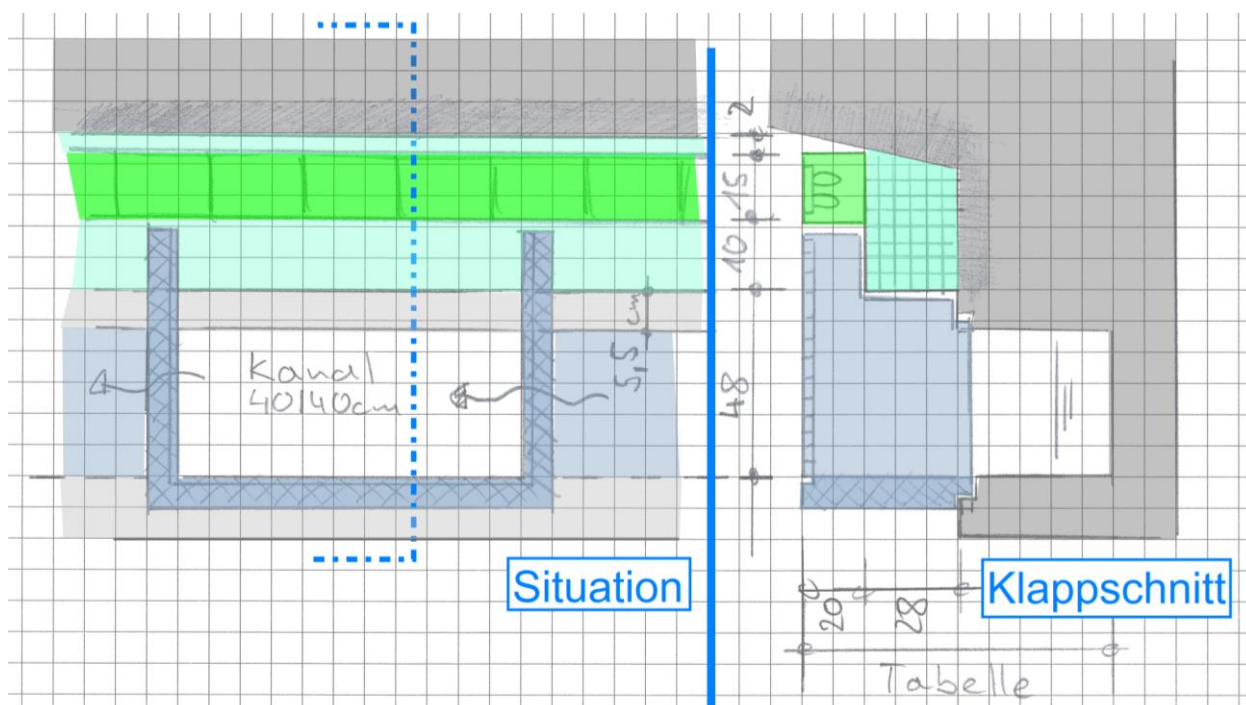 2
15
10
5,5 cm
48
Kanal
40/40cm
Situation
Klappschnitt
20
28
Tabelle